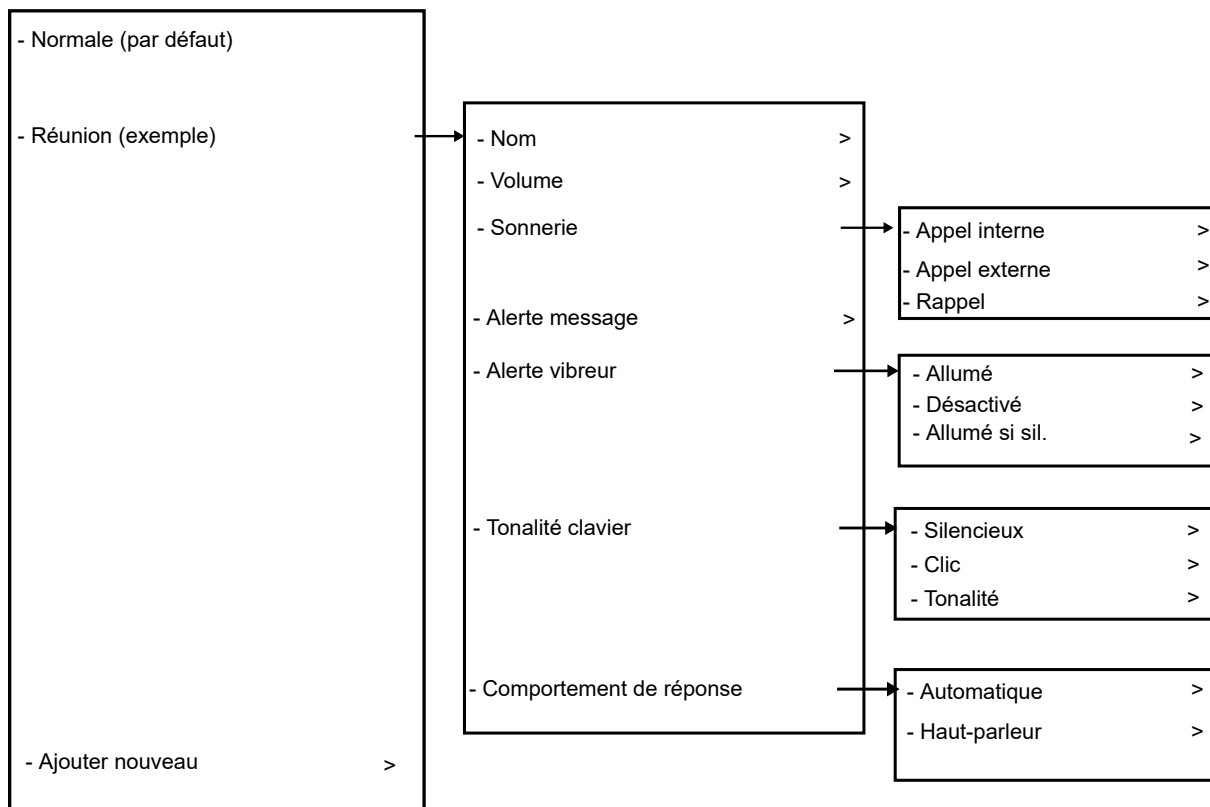 - Normale (par défaut)
- Réunion (exemple)
- Ajouter nouveau >
- Nom >
- Volume >
- Sonnerie
- Alerte message >
- Alerte vibreur
- Tonalité clavier
- Comportement de réponse
- Appel interne >
- Appel externe >
- Rappel >
- Allumé >
- Désactivé >
- Allumé si sil. >
- Silencieux >
- Clic >
- Tonalité >
- Automatique >
- Haut-parleur >